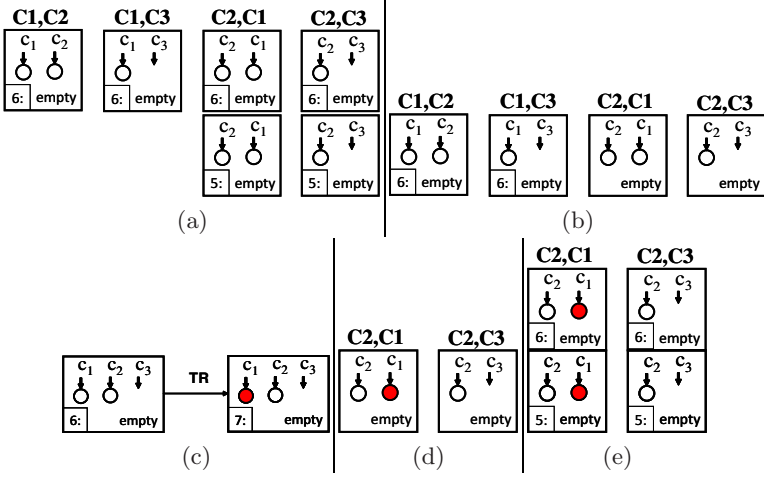 C1,C2 C1,C3 C2,C1 C2,C3
c1 c2 c1 c3 c2 c1 c2 c3
6: empty 6: empty 6: empty 6: empty
c2 c1 c2 c3
5: empty 5: empty
(a)
C1,C2 C1,C3 C2,C1 C2,C3
c1 c2 c1 c3 c2 c1 c2 c3
6: empty 6: empty empty empty
(b)
c1 c2 c3 TR c1 c2 c3
6: empty 7: empty
(c)
C2,C1 C2,C3
c2 c1 c2 c3
empty empty
(d)
C2,C1 C2,C3
c2 c1 c2 c3
6: empty 6: empty
c2 c1 c2 c3
5: empty 5: empty
(e)